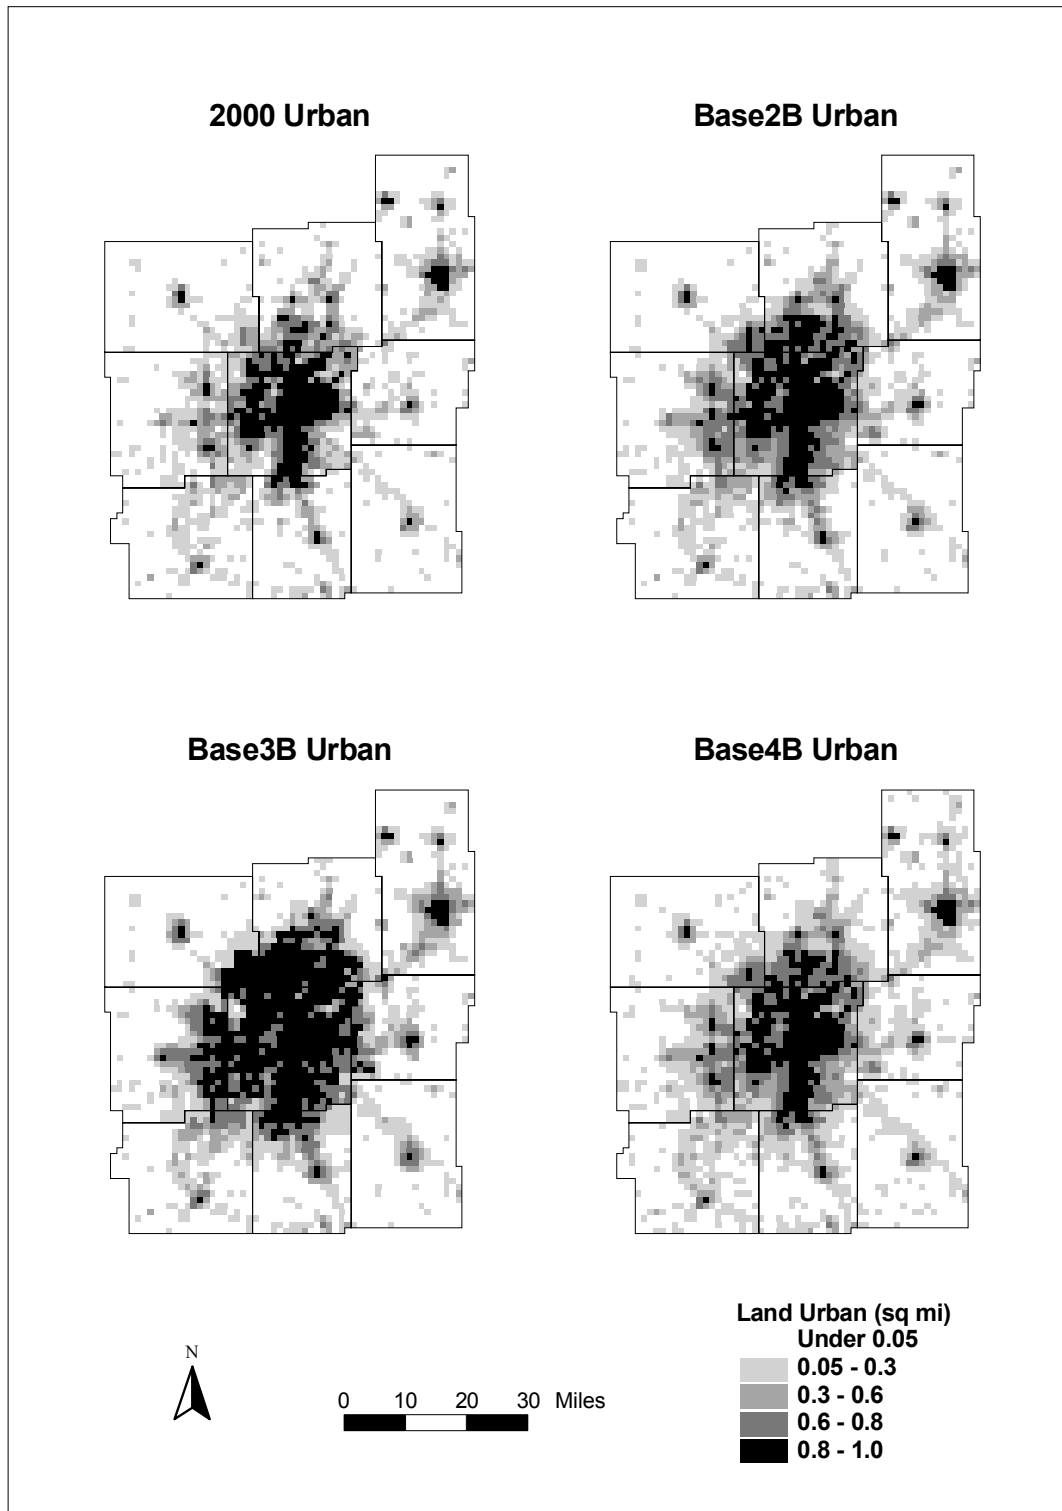 2000 Urban
Base2B Urban
Base3B Urban
Base4B Urban
N
0 10 20 30 Miles
Land Urban (sq mi)
Under 0.05
0.05 - 0.3
0.3 - 0.6
0.6 - 0.8
0.8 - 1.0